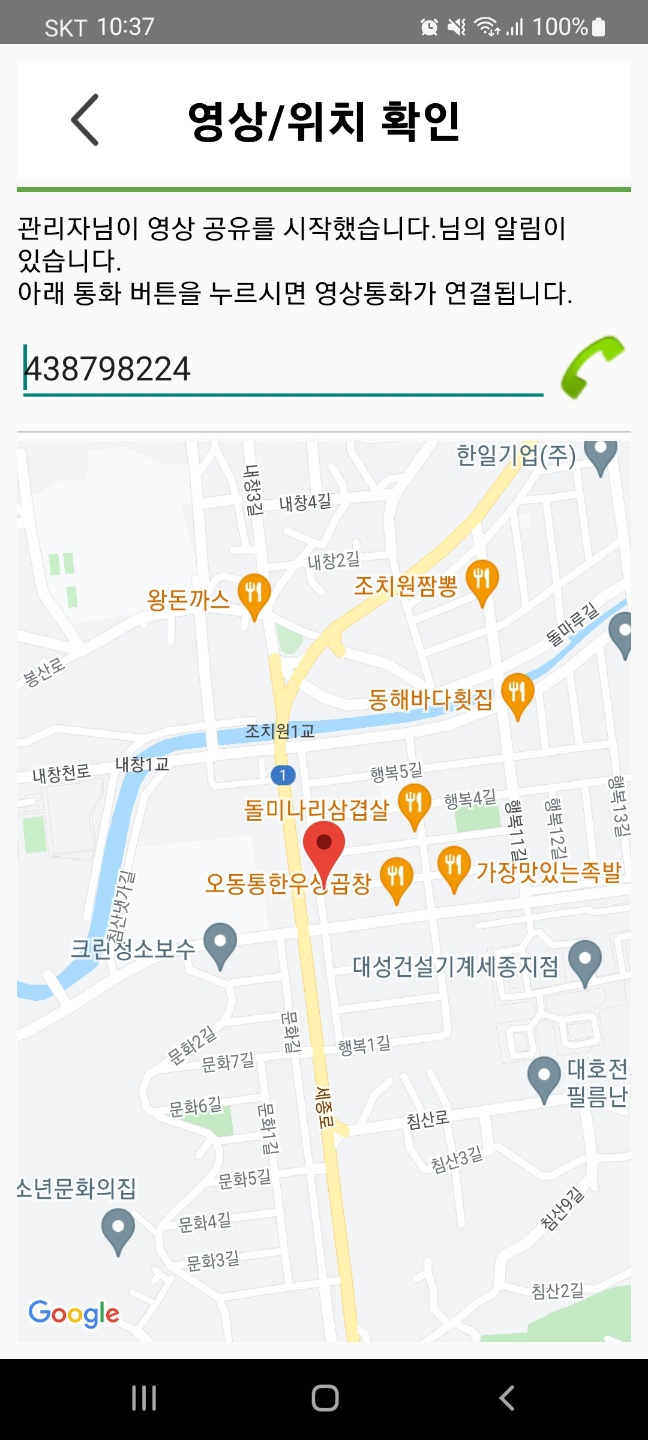 SKT 10:37
100%
영상/위치 확인
관리자님이 영상 공유를 시작했습니다.님의 알림이
있습니다.
아래 통화 버튼을 누르시면 영상통화가 연결됩니다.
438798224
한일기업(주)
내창3길
내창4길
내창2길
왕돈까스
조치원짬뽕
돌마루길
봉산로
동해바다횟집
조치원1교
내창천로
내창1교
1
행복5길
행복4길
행복11길
행복12길
행복13길
돌미나리삼겹살
오동통한우삼곱창
가장맛있는족발
침산냇가길
크린청소보수
대성건설기계세종지점
문화길
행복1길
문화2길
문화7길
대호전
필름난
문화6길
문화1길
세종로
침산로
침산3길
문화5길
소년문화의집
문화4길
침산9길
문화3길
침산2길
Google